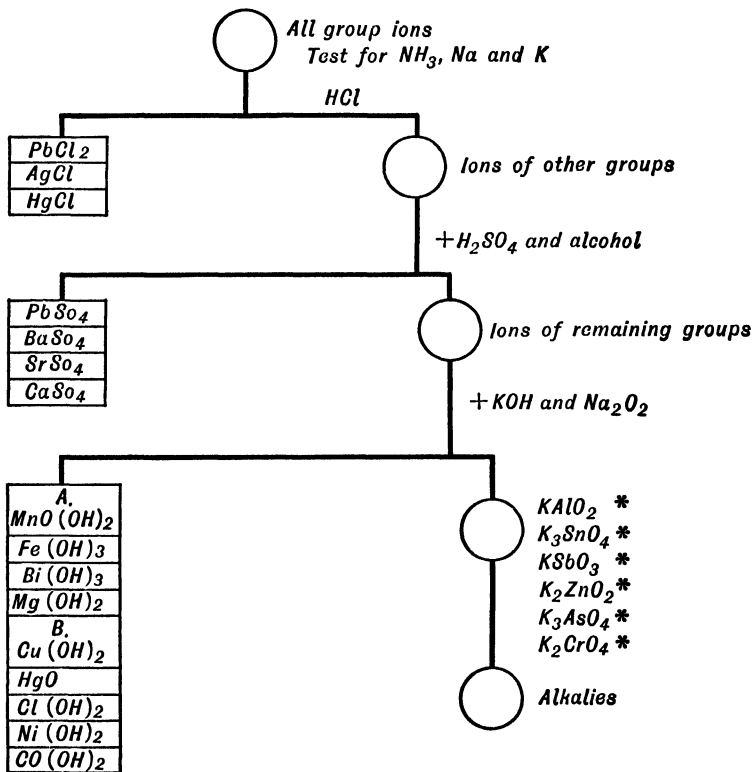 All group ions
Test for NH₃, Na and K
HCl
PbCl₂
AgCl
HgCl
Ions of other groups
+H₂SO₄ and alcohol
PbSo₄
BaSo₄
SrSo₄
CaSo₄
Ions of remaining groups
+KOH and Na₂O₂
A.
MnO(OH)₂
Fe(OH)₃
Bi(OH)₃
Mg(OH)₂
B.
Cu(OH)₂
HgO
Cl(OH)₂
Ni(OH)₂
CO(OH)₂
KAlO₂ *
K₃SnO₄ *
KSbO₃ *
K₂ZnO₂ *
K₃AsO₄ *
K₂CrO₄ *
Alkalies